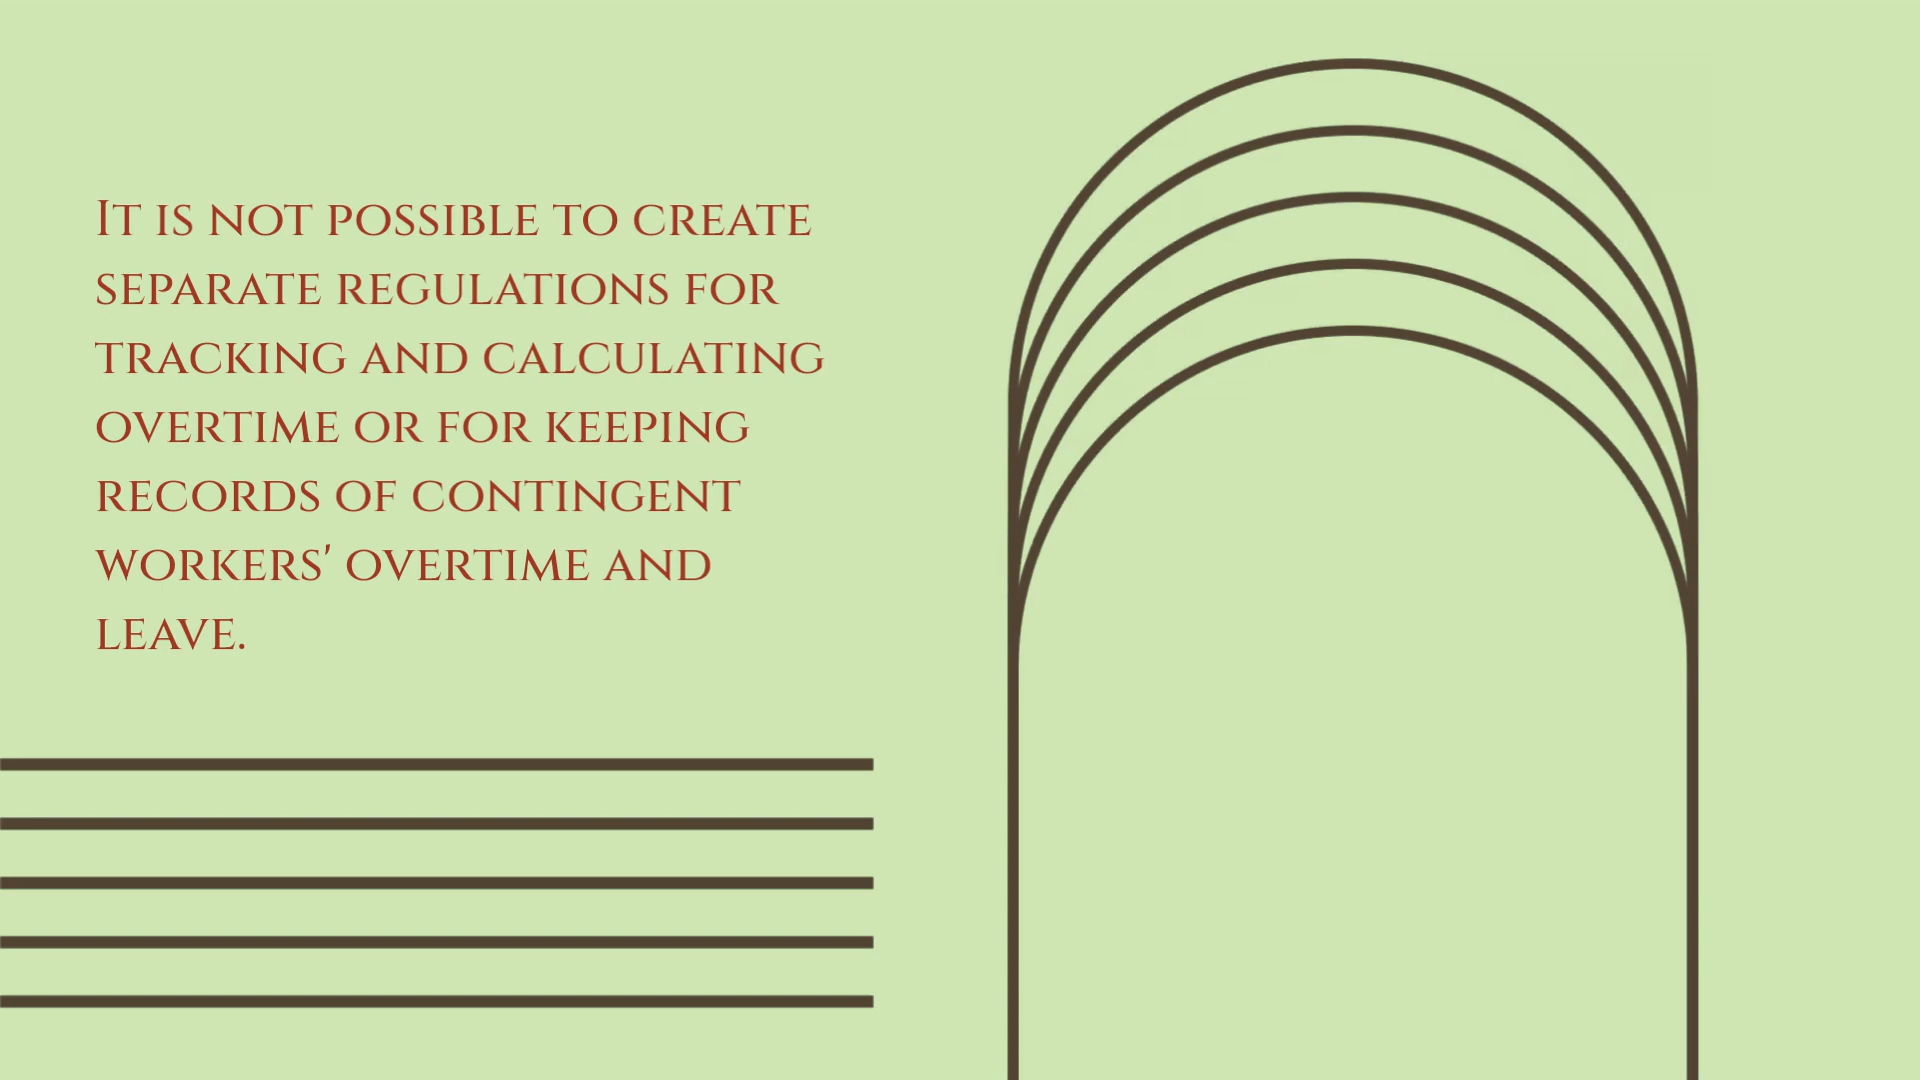 It is not possible to create
separate regulations for
tracking and calculating
overtime or for keeping
records of contingent
workers' overtime and
leave.